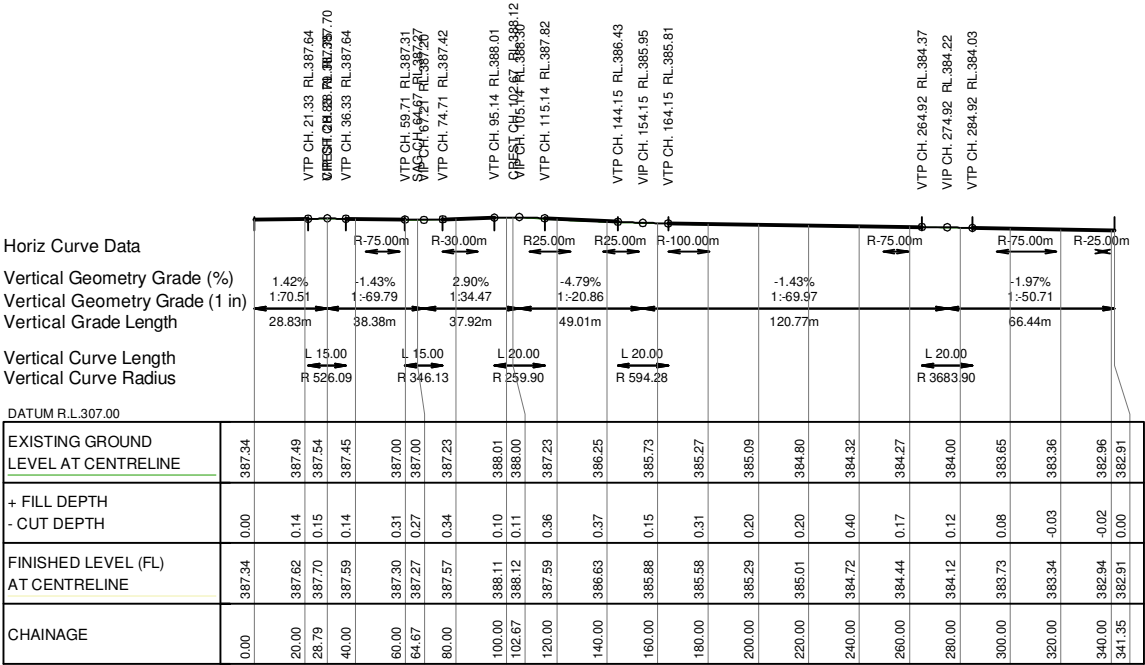 VTP CH. 21.33 RL.387.64
VTP CH. 36.33 RL.387.64
VTP CH. 59.71 RL.387.31
VTP CH. 74.71 RL.387.42
VTP CH. 95.14 RL.388.01
VTP CH. 115.14 RL.387.82
VTP CH. 144.15 RL.386.43
VIP CH. 154.15 RL.385.95
VTP CH. 164.15 RL.385.81
VTP CH. 264.92 RL.384.37
VIP CH. 274.92 RL.384.22
VTP CH. 284.92 RL.384.03
Horiz Curve Data R-75.00m R-30.00m R25.00m R25.00m R-100.00m R-75.00m R-75.00m R-25.00m
Vertical Geometry Grade (%) 1.42% -1.43% 2.90% -4.79% -1.43% -1.97%
Vertical Geometry Grade (1 in) 1:70.51 1:-69.79 1:34.47 1:-20.86 1:-69.97 1:-50.71
Vertical Grade Length 28.83m 38.38m 37.92m 49.01m 120.77m 66.44m
Vertical Curve Length L 15.00 L 15.00 L 20.00 L 20.00 L 20.00
Vertical Curve Radius R 526.09 R 346.13 R 259.90 R 594.28 R 3683.90
DATUM R.L.307.00
EXISTING GROUND
LEVEL AT CENTRELINE 387.34 387.49 387.54 387.45 387.00 387.00 387.23 388.01 388.00 387.23 386.25 385.73 385.27 385.09 384.80 384.32 384.27 384.00 383.65 383.36 382.96 382.91
+ FILL DEPTH
- CUT DEPTH 0.00 0.14 0.15 0.14 0.31 0.27 0.34 0.10 0.11 0.36 0.37 0.15 0.31 0.20 0.20 0.40 0.17 0.12 0.08 -0.03 -0.02 0.00
FINISHED LEVEL (FL)
AT CENTRELINE 387.34 387.62 387.70 387.59 387.30 387.27 387.57 388.11 388.12 387.59 386.63 385.88 385.58 385.29 385.01 384.72 384.44 384.12 383.73 383.34 382.94 382.91
CHAINAGE 0.00 20.00 28.79 40.00 60.00 64.67 80.00 100.00 102.67 120.00 140.00 160.00 180.00 200.00 220.00 240.00 260.00 280.00 300.00 320.00 340.00 341.35